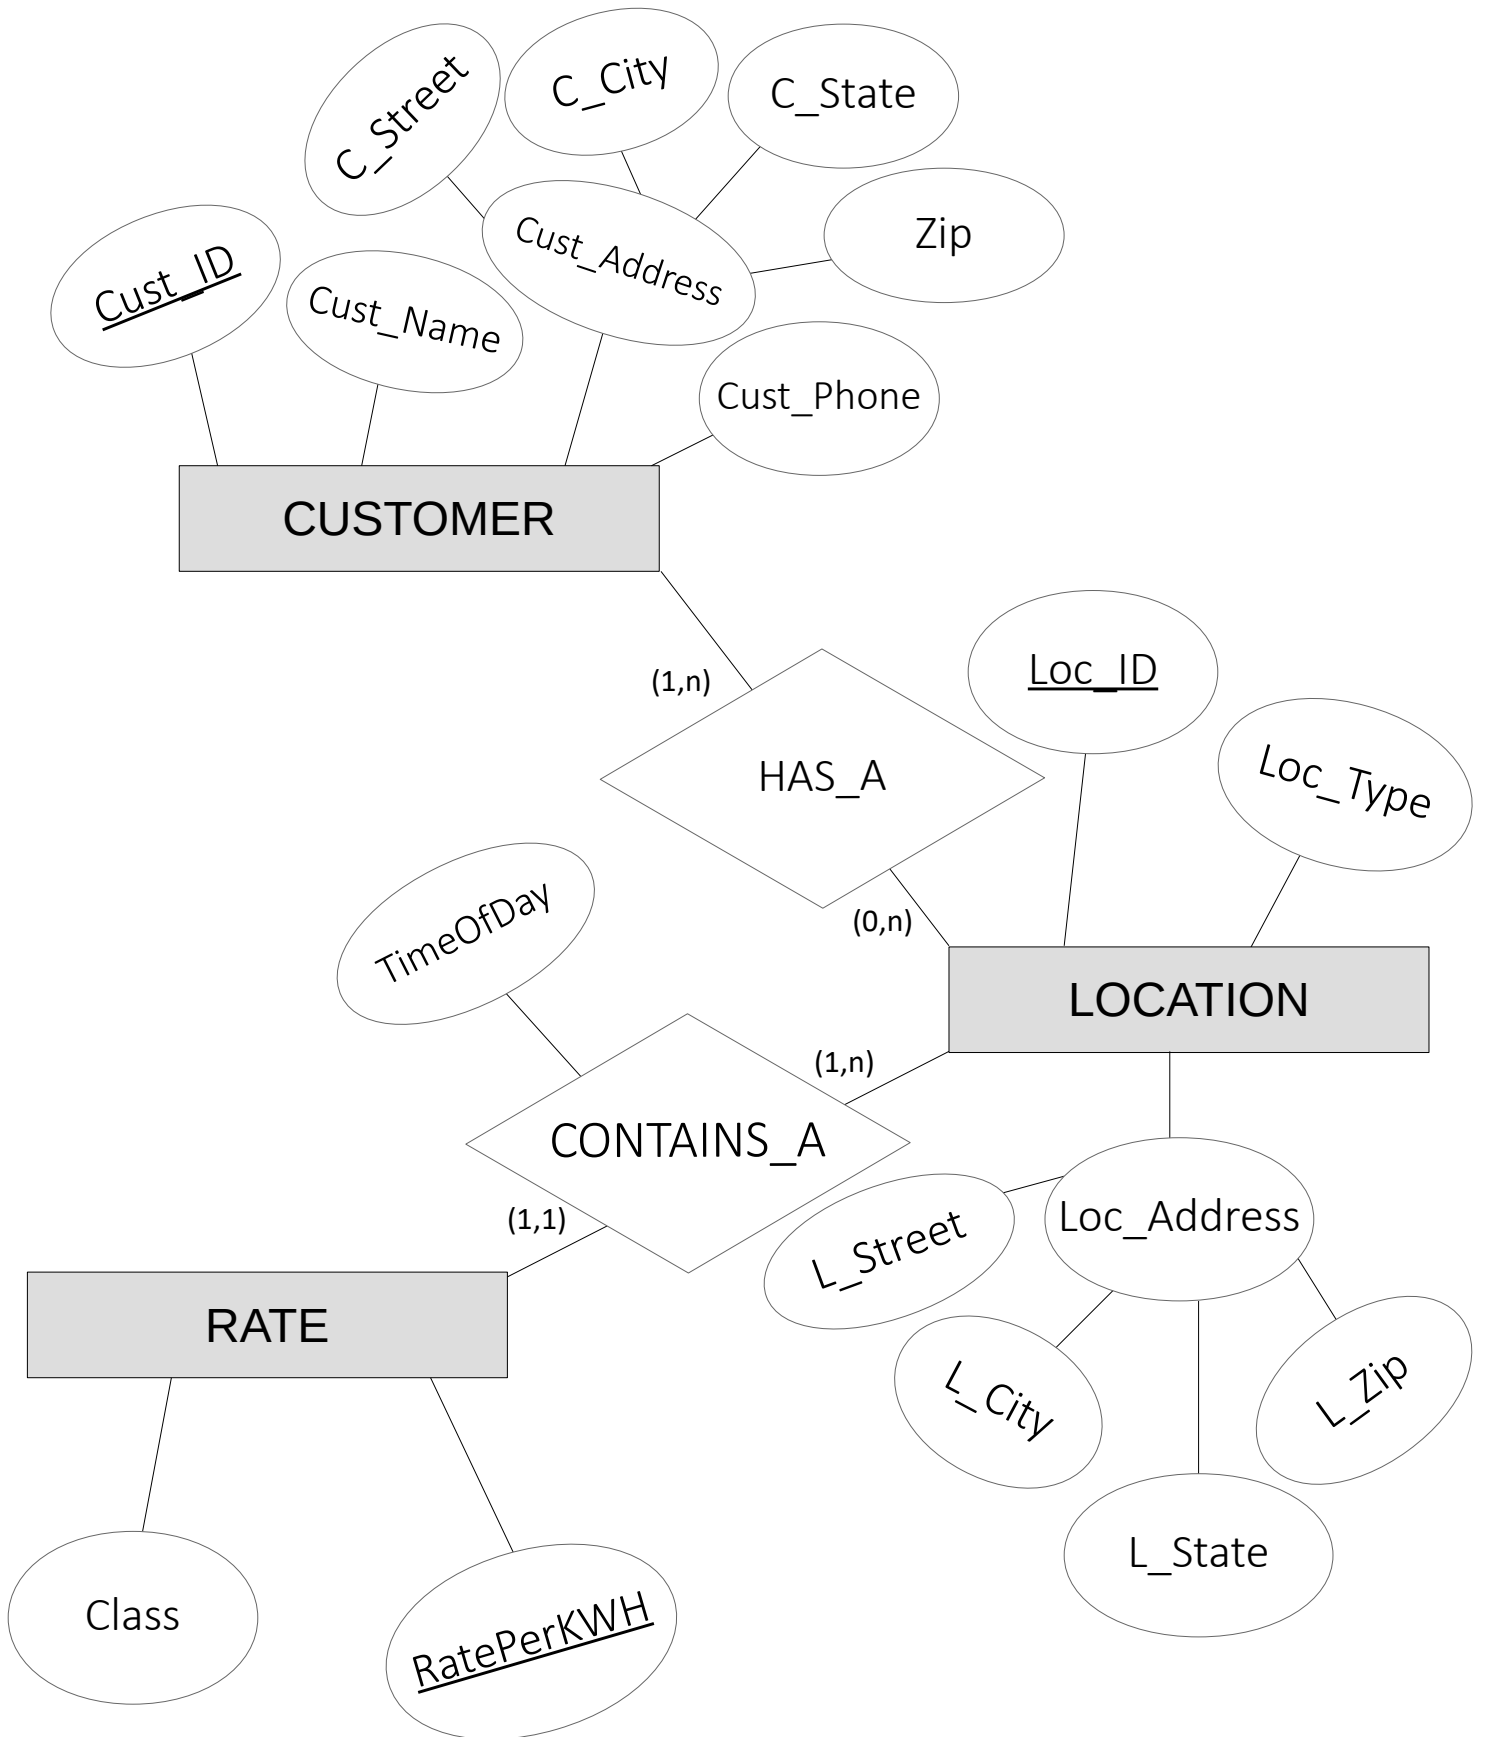 C_Street
C_City
C_State
Zip
Cust_ID
Cust_Name
Cust_Address
Cust_Phone
CUSTOMER
(1,n)
HAS_A
Loc_ID
Loc_Type
(0,n)
TimeOfDay
LOCATION
(1,n)
CONTAINS_A
(1,1)
L_Street
Loc_Address
RATE
L_City
L_Zip
L_State
Class
RatePerKWH